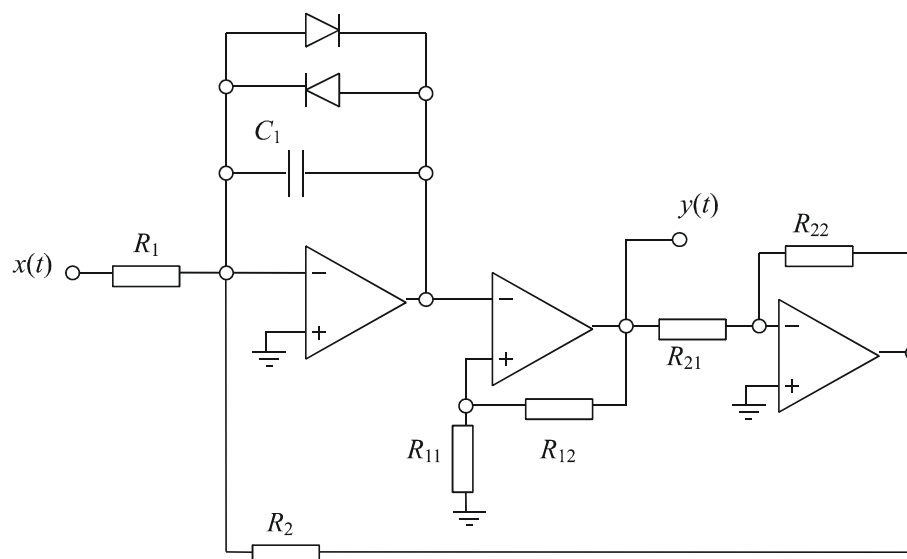 C₁
y(t)
R₂₂
x(t)
R₁
−
+
−
+
R₂₁
−
+
R₁₁
R₁₂
R₂